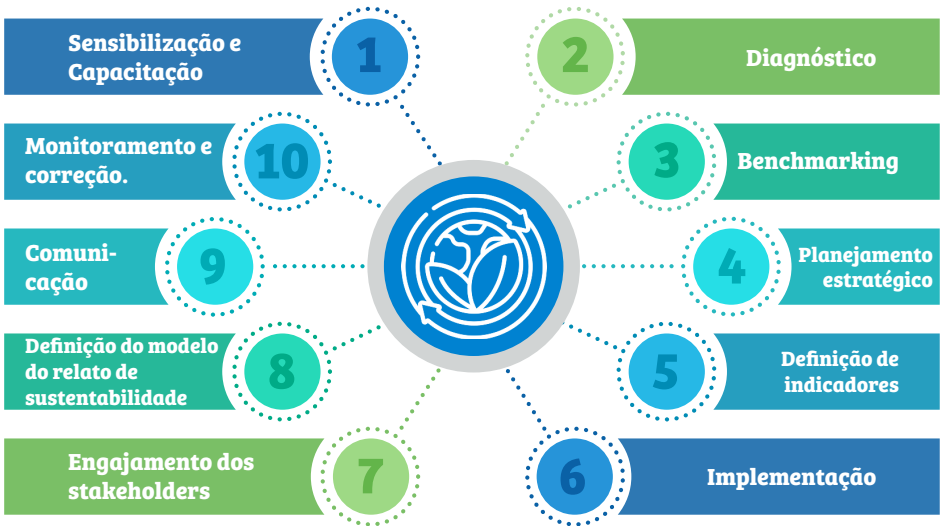 1
Sensibilização e
Capacitação
2
Diagnóstico
3
Benchmarking
4
Planejamento
estratégico
5
Definição de
indicadores
6
Implementação
7
Engajamento dos
stakeholders
8
Definição do modelo
do relato de
sustentabilidade
9
Comuni-
cação
10
Monitoramento e
correção.